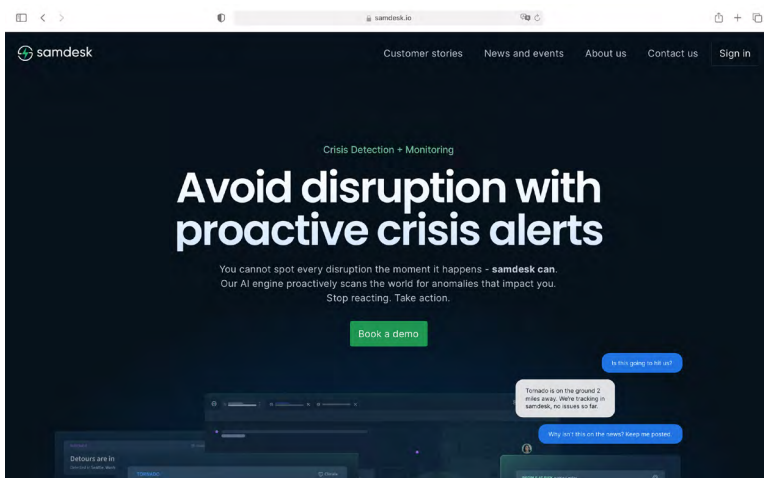 samdesk.io
samdesk
Customer stories
News and events
About us
Contact us
Sign in
Crisis Detection + Monitoring
Avoid disruption with
proactive crisis alerts
You cannot spot every disruption the moment it happens - samdesk can.
Our AI engine proactively scans the world for anomalies that impact you.
Stop reacting. Take action.
Book a demo
Is this going to hit us?
Tornado is on the ground 2
miles away. We're tracking in
samdesk, no issues so far.
Why isn't this on the news? Keep me posted.
Detours are in
TORNADO